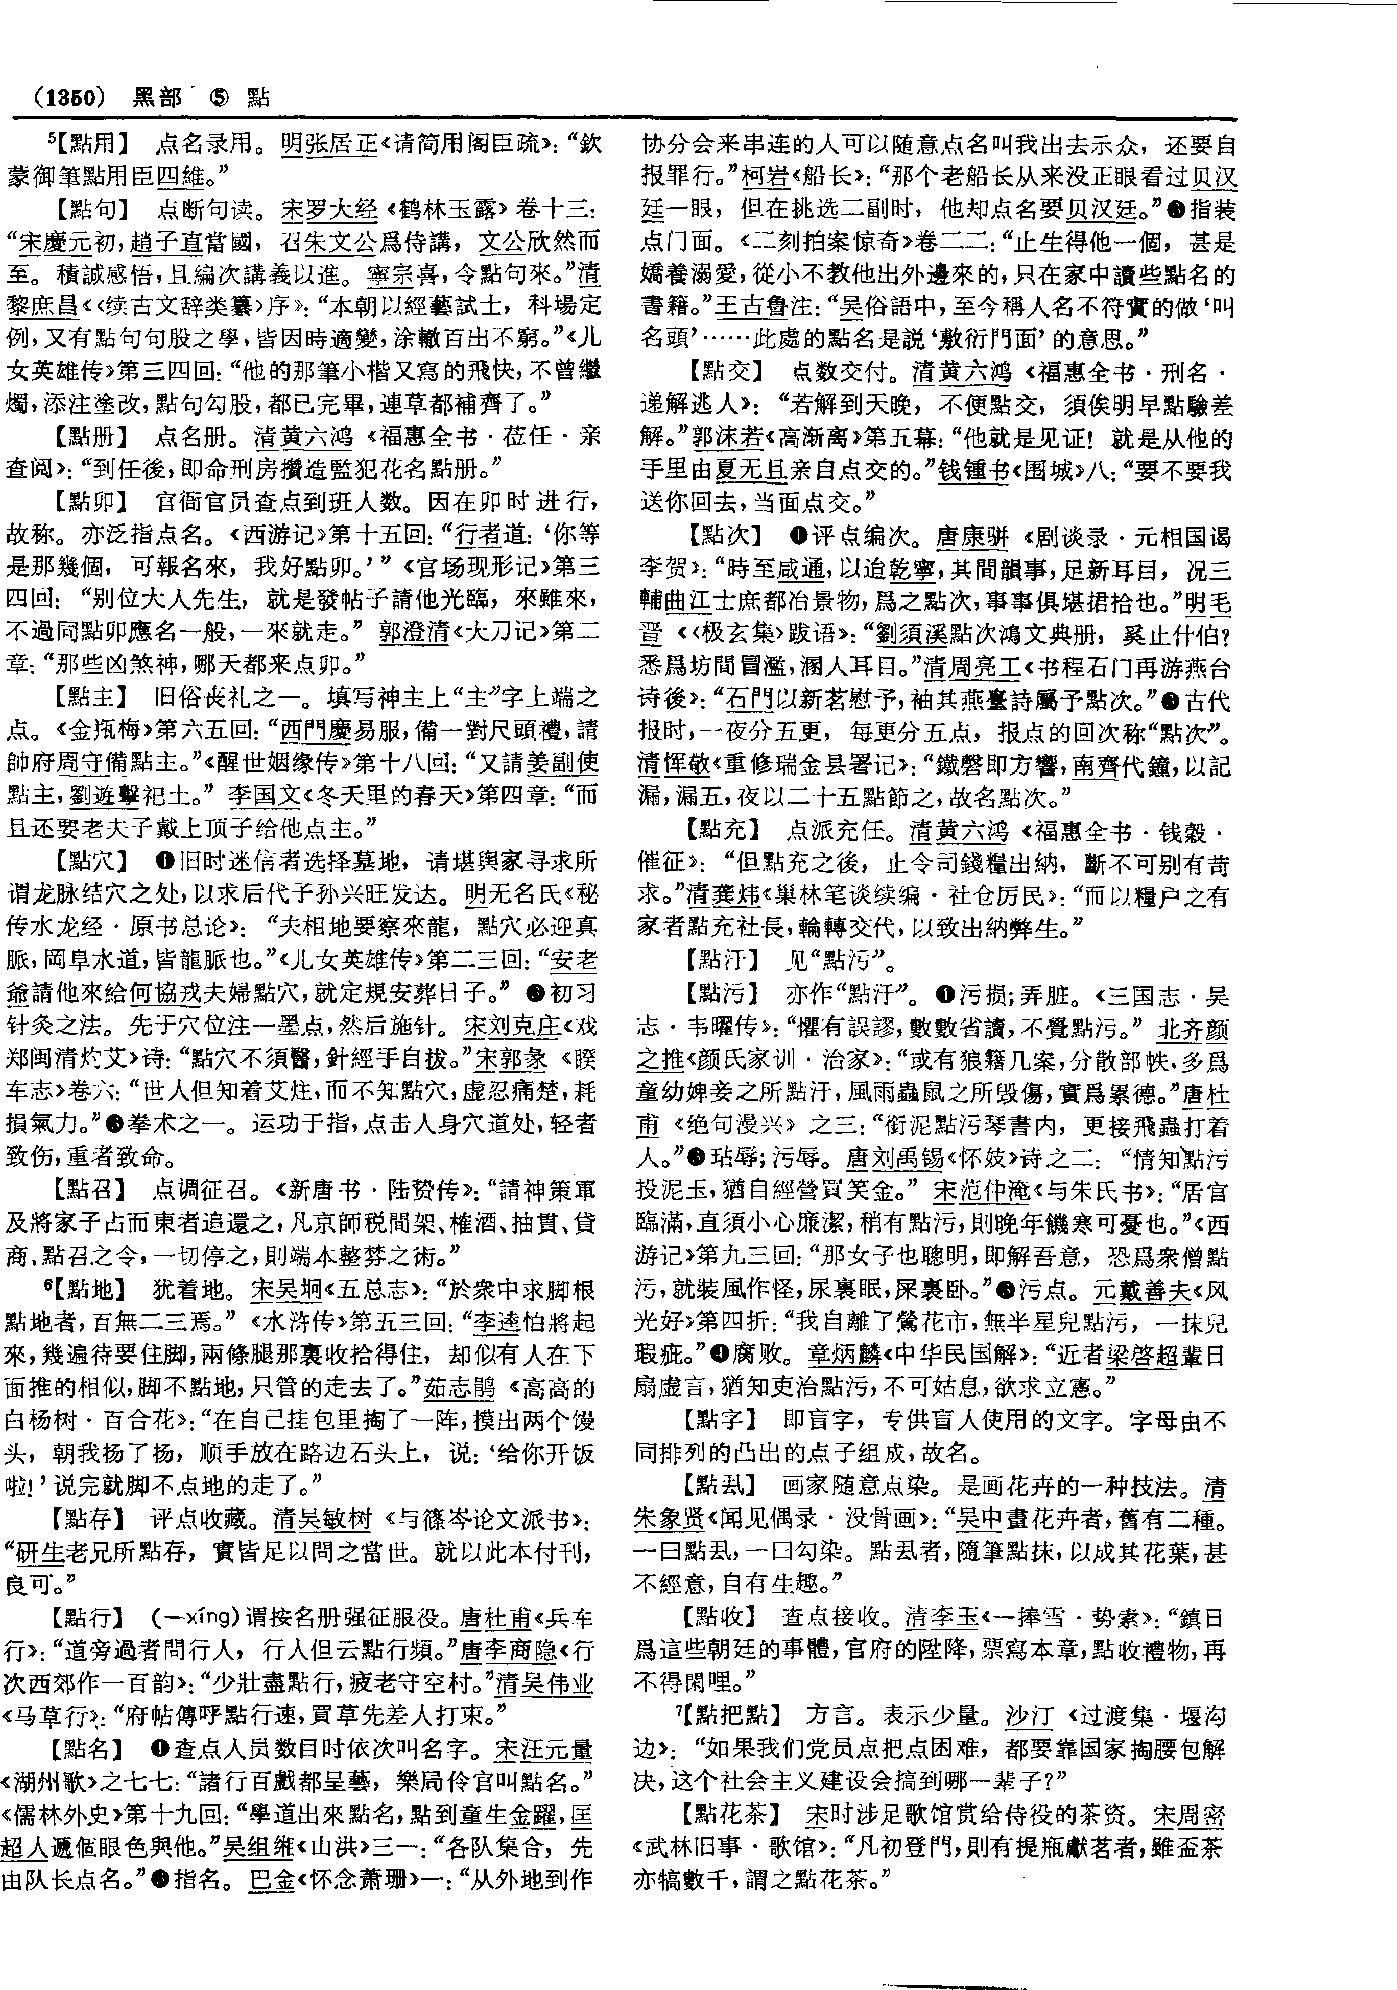 （1350） 黑部 ⑤ 點
⁵【點用】 点名录用。明张居正《请简用阁臣疏》：“欽
蒙御筆點用臣四維。”
【點句】 点断句读。宋罗大经《鹤林玉露》卷十三：
“宋慶元初，趙子直當國，召朱文公爲侍講，文公欣然而
至。積誠感悟，且編次講義以進。寧宗喜，令點句來。”清
黎庶昌《〈续古文辞类纂〉序》：“本朝以經藝試士，科場定
例，又有點句句股之學，皆因時適變，涂轍百出不窮。”《儿
女英雄传》第三四回：“他的那筆小楷又寫的飛快，不曾繼
燭，添注塗改，點句勾股，都已完畢，連草都補齊了。”
【點册】 点名册。清黄六鸿《福惠全书·莅任·亲
查阅》：“到任後，即命刑房攢造監犯花名點册。”
【點卯】 官衙官员查点到班人数。因在卯时进行，
故称。亦泛指点名。《西游记》第十五回：“行者道：‘你等
是那幾個，可報名來，我好點卯。’”《官场现形记》第三
四回：“别位大人先生，就是發帖子請他光臨，來雖來，
不過同點卯應名一般，一來就走。”郭澄清《大刀记》第二
章：“那些凶煞神，哪天都来点卯。”
【點主】 旧俗丧礼之一。填写神主上“主”字上端之
点。《金瓶梅》第六五回：“西門慶易服，備一對尺頭禮，請
帥府周守備點主。”《醒世姻缘传》第十八回：“又請姜副使
點主，劉遊擊祀土。”李国文《冬天里的春天》第四章：“而
且还要老夫子戴上顶子给他点主。”
【點穴】 ❶旧时迷信者选择墓地，请堪舆家寻求所
谓龙脉结穴之处，以求后代子孙兴旺发达。明无名氏《秘
传水龙经·原书总论》：“夫相地要察來龍，點穴必迎真
脈，岡阜水道，皆龍脈也。”《儿女英雄传》第二三回：“安老
爺請他來給何協戎夫婦點穴，就定規安葬日子。”❷初习
针灸之法。先于穴位注一墨点，然后施针。宋刘克庄《戏
郑闽清灼艾》诗：“點穴不須醫，針經手自拔。”宋郭彖《睽
车志》卷六：“世人但知着艾炷，而不知點穴，虚忍痛楚，耗
損氣力。”❸拳术之一。运功于指，点击人身穴道处，轻者
致伤，重者致命。
【點召】 点调征召。《新唐书·陆贽传》：“請神策軍
及將家子占而東者追還之，凡京師税間架、榷酒、抽貫、貸
商、點召之令，一切停之，則端本整棼之術。”
⁶【點地】 犹着地。宋吴坰《五总志》：“於衆中求脚根
點地者，百無二三焉。”《水浒传》第五三回：“李逵怕將起
來，幾遍待要住脚，兩條腿那裏收拾得住，却似有人在下
面推的相似，脚不點地，只管的走去了。”茹志鹃《高高的
白杨树·百合花》：“在自己挂包里掏了一阵，摸出两个馒
头，朝我扬了扬，顺手放在路边石头上，说：‘给你开饭
啦！’说完就脚不点地的走了。”
【點存】 评点收藏。清吴敏树《与篠岑论文派书》：
“研生老兄所點存，實皆足以問之當世。就以此本付刊，
良可。”
【點行】 （—xíng）谓按名册强征服役。唐杜甫《兵车
行》：“道旁過者問行人，行人但云點行頻。”唐李商隐《行
次西郊作一百韵》：“少壯盡點行，疲老守空村。”清吴伟业
《马草行》：“府帖傳呼點行速，買草先差人打束。”
【點名】 ❶查点人员数目时依次叫名字。宋汪元量
《湖州歌》之七七：“諸行百戲都呈藝，樂局伶官叫點名。”
《儒林外史》第十九回：“學道出來點名，點到童生金躍，匡
超人遞個眼色與他。”吴组缃《山洪》三一：“各队集合，先
由队长点名。”❷指名。巴金《怀念萧珊》一：“从外地到作
协分会来串连的人可以随意点名叫我出去示众，还要自
报罪行。”柯岩《船长》：“那个老船长从来没正眼看过贝汉
廷一眼，但在挑选二副时，他却点名要贝汉廷。”❸指装
点门面。《二刻拍案惊奇》卷二二：“止生得他一個，甚是
嬌養溺愛，從小不教他出外邊來的，只在家中讀些點名的
書籍。”王古鲁注：“吴俗語中，至今稱人名不符實的做‘叫
名頭’……此處的點名是説‘敷衍門面’的意思。”
【點交】 点数交付。清黄六鸿《福惠全书·刑名·
递解逃人》：“若解到天晚，不便點交，須俟明早點驗差
解。”郭沫若《高渐离》第五幕：“他就是见证！就是从他的
手里由夏无且亲自点交的。”钱锺书《围城》八：“要不要我
送你回去，当面点交。”
【點次】 ❶评点编次。唐康骈《剧谈录·元相国谒
李贺》：“時至咸通，以迨乾寧，其間韻事，足新耳目，况三
輔曲江士庶都冶景物，爲之點次，事事俱堪捃拾也。”明毛
晋《〈极玄集〉跋语》：“劉須溪點次鴻文典册，奚止什伯？
悉爲坊間冒濫，溷人耳目。”清周亮工《书程石门再游燕台
诗後》：“石門以新茗慰予，袖其燕臺詩屬予點次。”❷古代
报时，一夜分五更，每更分五点，报点的回次称“點次”。
清恽敬《重修瑞金县署记》：“鐵磬即方響，南齊代鐘，以記
漏，漏五，夜以二十五點節之，故名點次。”
【點充】 点派充任。清黄六鸿《福惠全书·钱穀·
催征》：“但點充之後，止令司錢糧出納，斷不可别有苛
求。”清龚炜《巢林笔谈续编·社仓厉民》：“而以糧户之有
家者點充社長，輪轉交代，以致出納弊生。”
【點汙】 见“點污”。
【點污】 亦作“點汙”。❶污损；弄脏。《三国志·吴
志·韦曜传》：“懼有誤謬，數數省讀，不覺點污。”北齐颜
之推《颜氏家训·治家》：“或有狼籍几案，分散部帙，多爲
童幼婢妾之所點汙，風雨蟲鼠之所毁傷，實爲累德。”唐杜
甫《绝句漫兴》之三：“銜泥點污琴書内，更接飛蟲打着
人。”❷玷辱；污辱。唐刘禹锡《怀妓》诗之二：“情知點污
投泥玉，猶自經營買笑金。”宋范仲淹《与朱氏书》：“居官
臨滿，直須小心廉潔，稍有點污，則晚年饑寒可憂也。”《西
游记》第九三回：“那女子也聰明，即解吾意，恐爲衆僧點
污，就裝風作怪，尿裏眠，屎裏卧。”❸污点。元戴善夫《风
光好》第四折：“我自離了鶯花市，無半星兒點污，一抹兒
瑕疵。”❹腐败。章炳麟《中华民国解》：“近者梁啓超輩日
扇虚言，猶知吏治點污，不可姑息，欲求立憲。”
【點字】 即盲字，专供盲人使用的文字。字母由不
同排列的凸出的点子组成，故名。
【點厾】 画家随意点染。是画花卉的一种技法。清
朱象贤《闻见偶录·没骨画》：“吴中畫花卉者，舊有二種。
一曰點厾，一曰勾染。點厾者，隨筆點抹，以成其花葉，甚
不經意，自有生趣。”
【點收】 查点接收。清李玉《一捧雪·势索》：“鎮日
爲這些朝廷的事體，官府的陞降，票寫本章，點收禮物，再
不得閑哩。”
⁷【點把點】 方言。表示少量。沙汀《过渡集·堰沟
边》：“如果我们党员点把点困难，都要靠国家掏腰包解
决，这个社会主义建设会搞到哪一辈子？”
【點花茶】 宋时涉足歌馆赏给侍役的茶资。宋周密
《武林旧事·歌馆》：“凡初登門，則有提瓶獻茗者，雖盃茶
亦犒數千，謂之點花茶。”